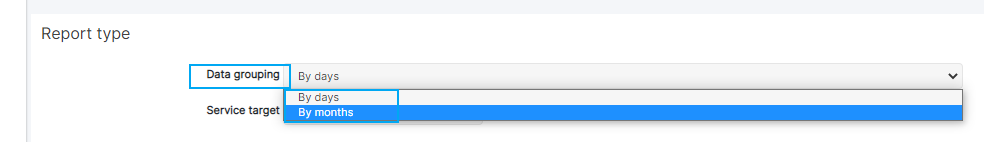 Report type
Data grouping By days
By days
Service target By months